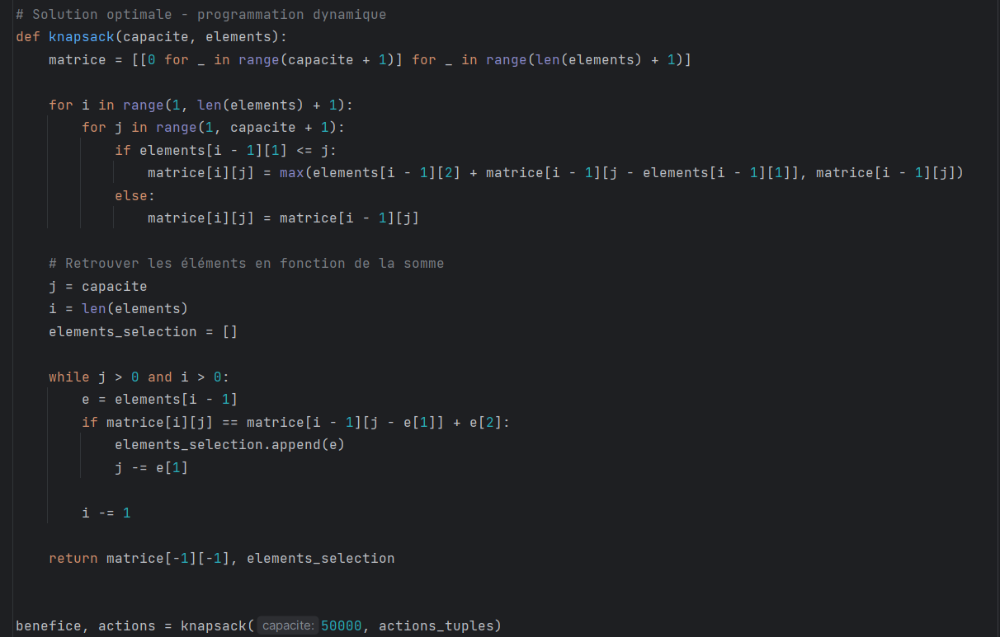 # Solution optimale - programmation dynamique
def knapsack(capacite, elements):
    matrice = [[0 for _ in range(capacite + 1)] for _ in range(len(elements) + 1)]
    for i in range(1, len(elements) + 1):
        for j in range(1, capacite + 1):
            if elements[i - 1][1] <= j:
                matrice[i][j] = max(elements[i - 1][2] + matrice[i - 1][j - elements[i - 1][1]], matrice[i - 1][j])
            else:
                matrice[i][j] = matrice[i - 1][j]
    # Retrouver les éléments en fonction de la somme
    j = capacite
    i = len(elements)
    elements_selection = []
    while j > 0 and i > 0:
        e = elements[i - 1]
        if matrice[i][j] == matrice[i - 1][j - e[1]] + e[2]:
            elements_selection.append(e)
            j -= e[1]
        i -= 1
    return matrice[-1][-1], elements_selection
benefice, actions = knapsack( capacite: 50000, actions_tuples)